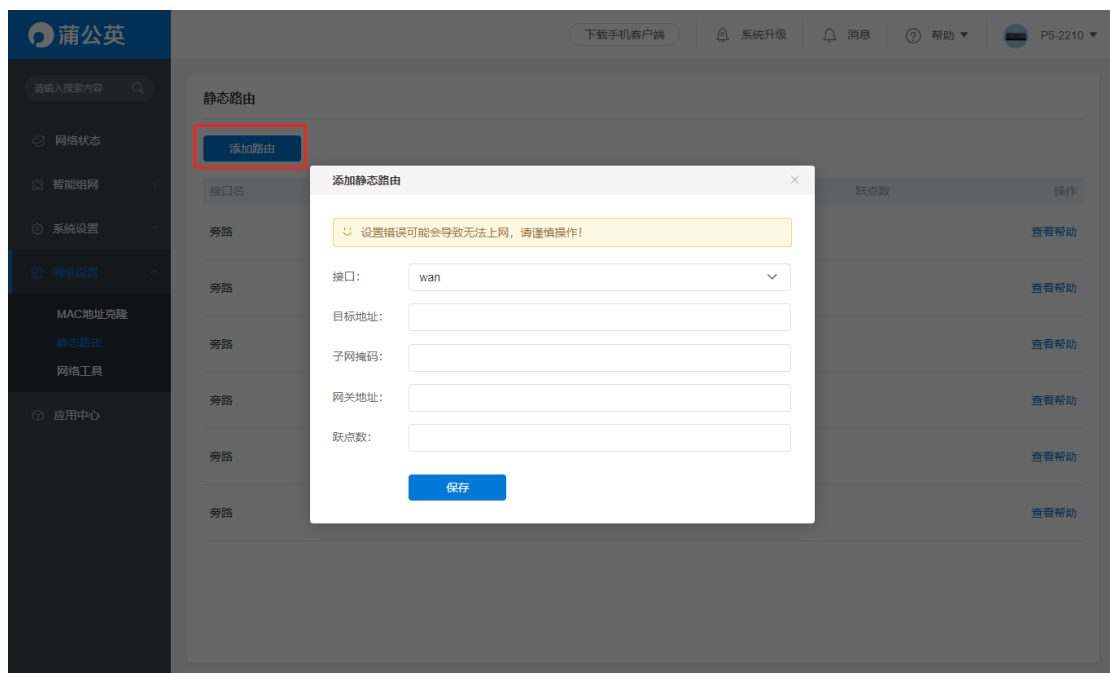 蒲公英
下载手机客户端
系统升级
消息
帮助
P5-2210
请输入搜索内容
网络状态
智能组网
系统设置
网络设置
MAC地址克隆
静态路由
网络工具
应用中心
静态路由
添加路由
接口名
跃点数
操作
旁路
查看帮助
旁路
查看帮助
旁路
查看帮助
旁路
查看帮助
旁路
查看帮助
旁路
查看帮助
添加静态路由
设置错误可能会导致无法上网，请谨慎操作！
接口：
wan
目标地址：
子网掩码：
网关地址：
跃点数：
保存